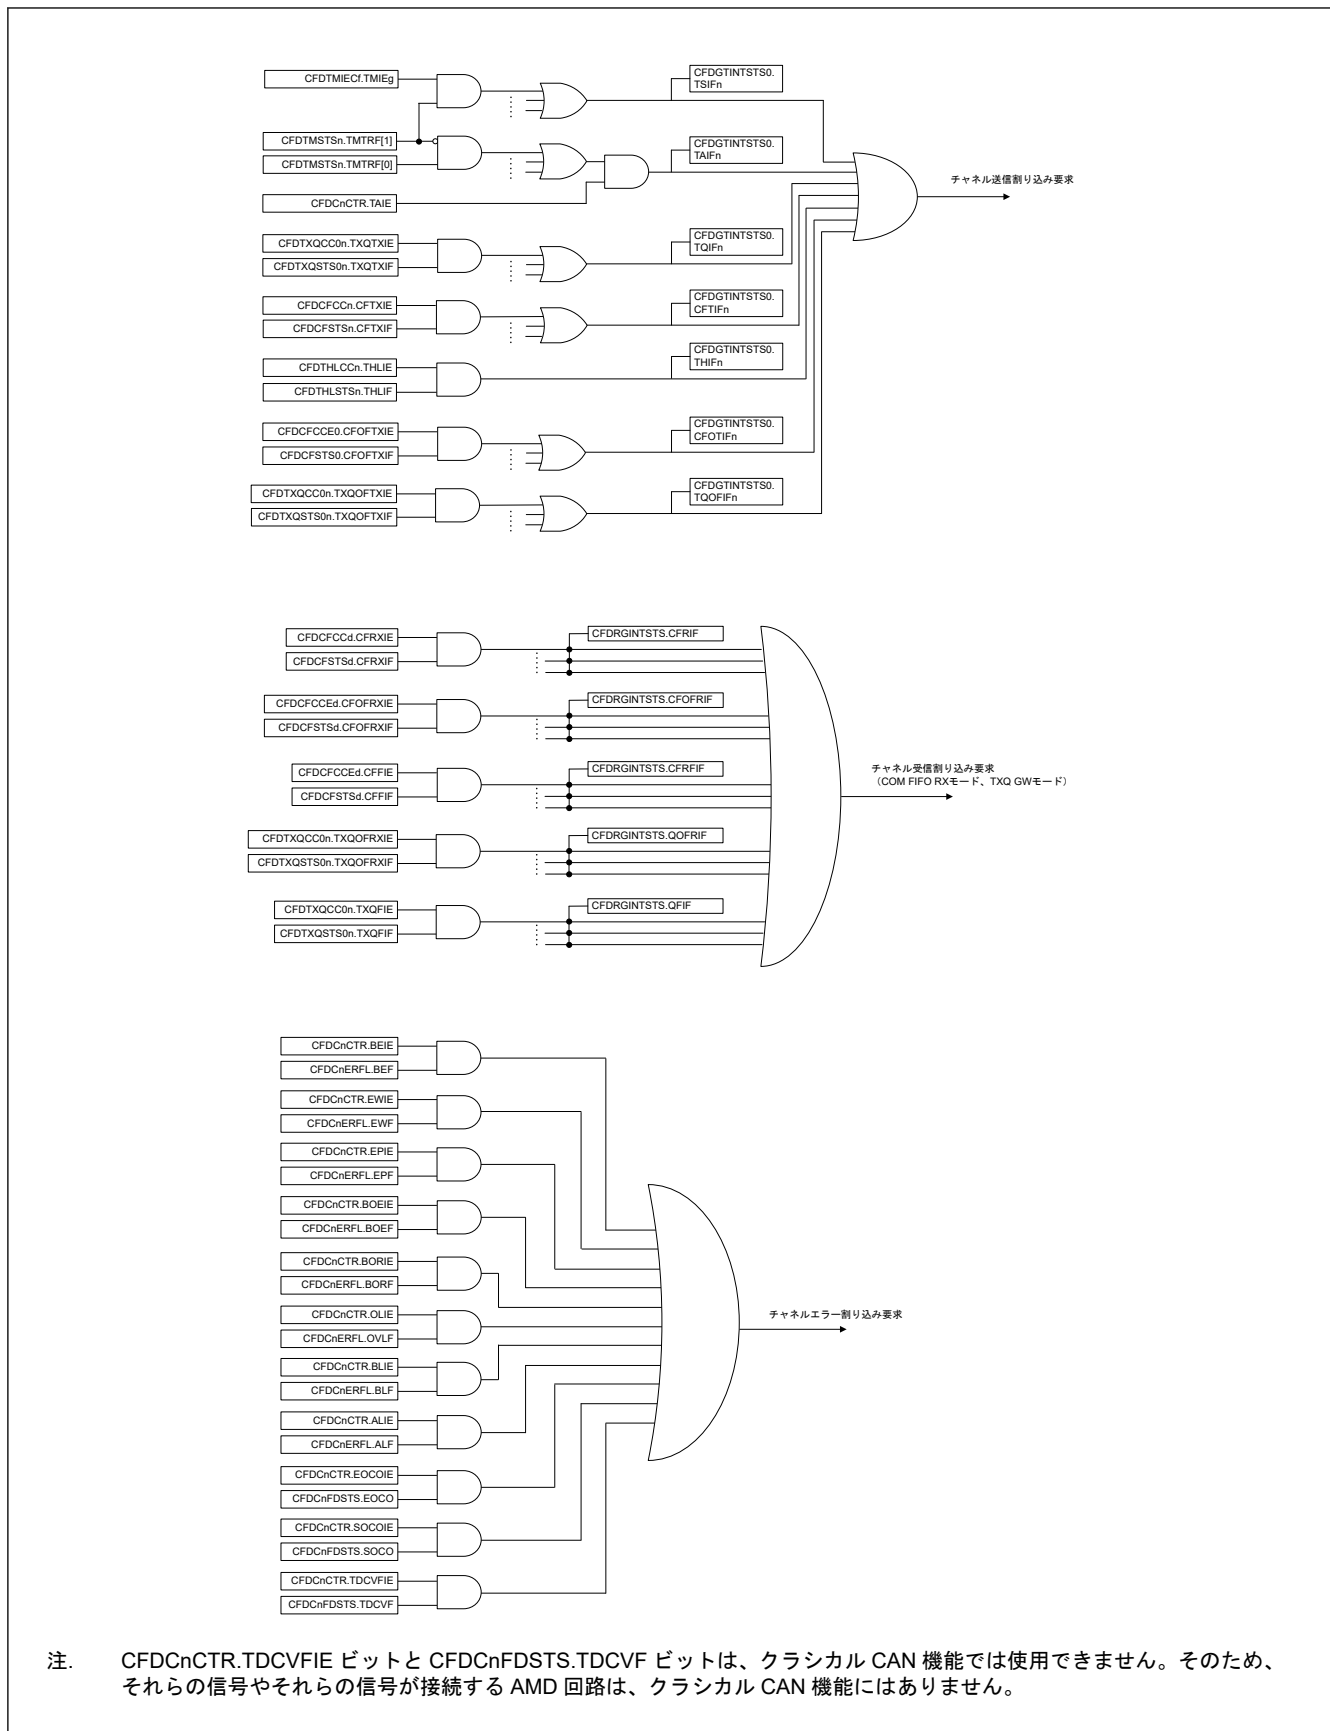 CFDTMIECf.TMIEg
CFDGTINTSTS0.
TSIFn
CFDTMSTSn.TMTRF[1]
CFDTMSTSn.TMTRF[0]
CFDGTINTSTS0.
TAIFn
CFDCnCTR.TAIE
チャネル送信割り込み要求
CFDTXQCC0n.TXQTXIE
CFDTXQSTS0n.TXQTXIF
CFDGTINTSTS0.
TQIFn
CFDCFCCn.CFTXIE
CFDCFSTSn.CFTXIF
CFDGTINTSTS0.
CFTIFn
CFDTHLCCn.THLIE
CFDTHLSTSn.THLIF
CFDGTINTSTS0.
THIFn
CFDCFCCE0.CFOFTXIE
CFDCFSTS0.CFOFTXIF
CFDGTINTSTS0.
CFOTIFn
CFDTXQCC0n.TXQOFTXIE
CFDTXQSTS0n.TXQOFTXIF
CFDGTINTSTS0.
TQOFIFn
CFDCFCCd.CFRXIE
CFDCFSTSd.CFRXIF
CFDRGINTSTS.CFRIF
CFDCFCCEd.CFOFRXIE
CFDCFSTSd.CFOFRXIF
CFDRGINTSTS.CFOFRIF
CFDCFCCEd.CFFIE
CFDCFSTSd.CFFIF
CFDRGINTSTS.CFRFIF
チャネル受信割り込み要求
（COM FIFO RXモード、TXQ GWモード）
CFDTXQCC0n.TXQOFRXIE
CFDTXQSTS0n.TXQOFRXIF
CFDRGINTSTS.QOFRIF
CFDTXQCC0n.TXQFIE
CFDTXQSTS0n.TXQFIF
CFDRGINTSTS.QFIF
CFDCnCTR.BEIE
CFDCnERFL.BEF
CFDCnCTR.EWIE
CFDCnERFL.EWF
CFDCnCTR.EPIE
CFDCnERFL.EPF
CFDCnCTR.BOEIE
CFDCnERFL.BOEF
CFDCnCTR.BORIE
CFDCnERFL.BORF
CFDCnCTR.OLIE
CFDCnERFL.OVLF
チャネルエラー割り込み要求
CFDCnCTR.BLIE
CFDCnERFL.BLF
CFDCnCTR.ALIE
CFDCnERFL.ALF
CFDCnCTR.EOCOIE
CFDCnFDSTS.EOCO
CFDCnCTR.SOCOIE
CFDCnFDSTS.SOCO
CFDCnCTR.TDCVFIE
CFDCnFDSTS.TDCVF
注. CFDCnCTR.TDCVFIE ビットと CFDCnFDSTS.TDCVF ビットは、クラシカル CAN 機能では使用できません。そのため、
それらの信号やそれらの信号が接続する AMD 回路は、クラシカル CAN 機能にはありません。